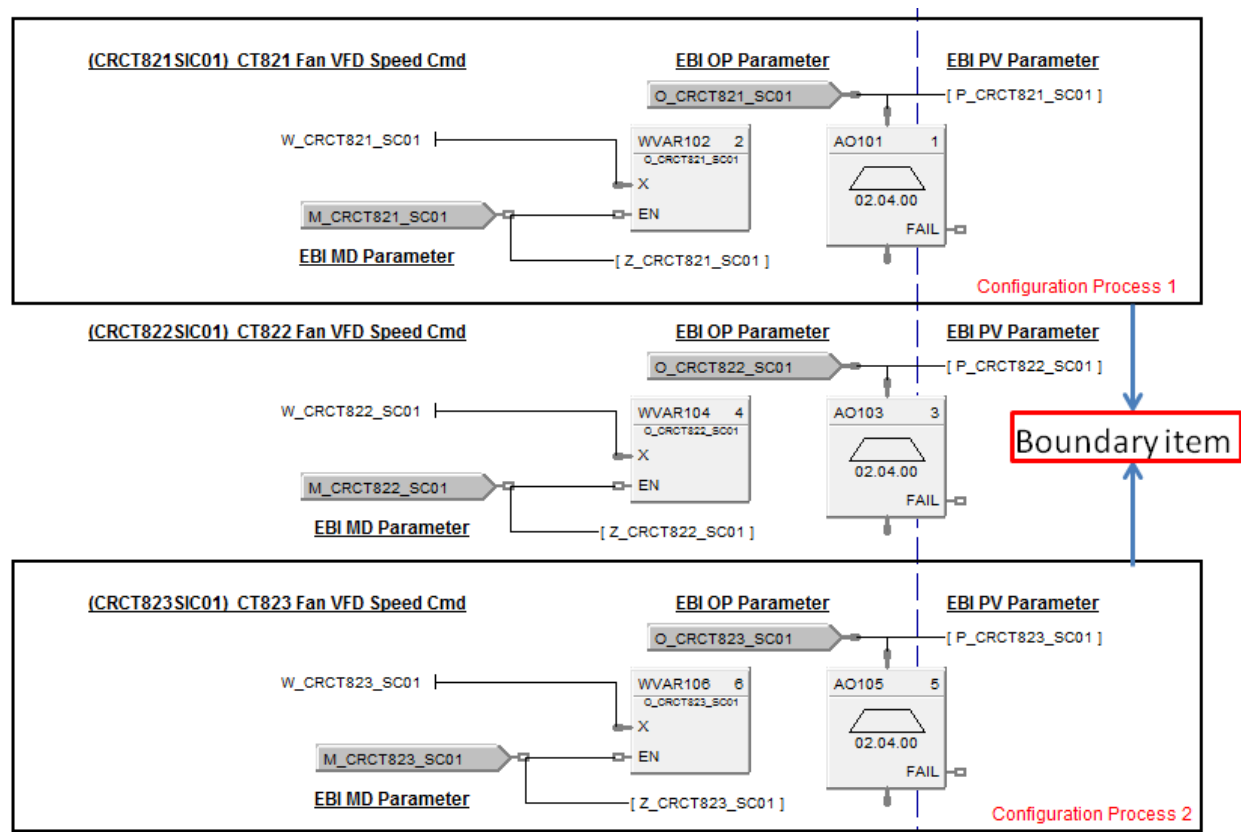 (CRCT821SIC01) CT821 Fan VFD Speed Cmd
EBI OP Parameter
EBI PV Parameter
O_CRCT821_SC01
[ P_CRCT821_SC01 ]
W_CRCT821_SC01
WVAR102 2
O_CRCT821_SC01
X
EN
AO101 1
02.04.00
FAIL
M_CRCT821_SC01
EBI MD Parameter
[ Z_CRCT821_SC01 ]
Configuration Process 1
(CRCT822SIC01) CT822 Fan VFD Speed Cmd
EBI OP Parameter
EBI PV Parameter
O_CRCT822_SC01
[ P_CRCT822_SC01 ]
W_CRCT822_SC01
WVAR104 4
O_CRCT822_SC01
X
EN
AO103 3
02.04.00
FAIL
M_CRCT822_SC01
EBI MD Parameter
[ Z_CRCT822_SC01 ]
Boundary item
(CRCT823SIC01) CT823 Fan VFD Speed Cmd
EBI OP Parameter
EBI PV Parameter
O_CRCT823_SC01
[ P_CRCT823_SC01 ]
W_CRCT823_SC01
WVAR106 6
O_CRCT823_SC01
X
EN
AO105 5
02.04.00
FAIL
M_CRCT823_SC01
EBI MD Parameter
[ Z_CRCT823_SC01 ]
Configuration Process 2